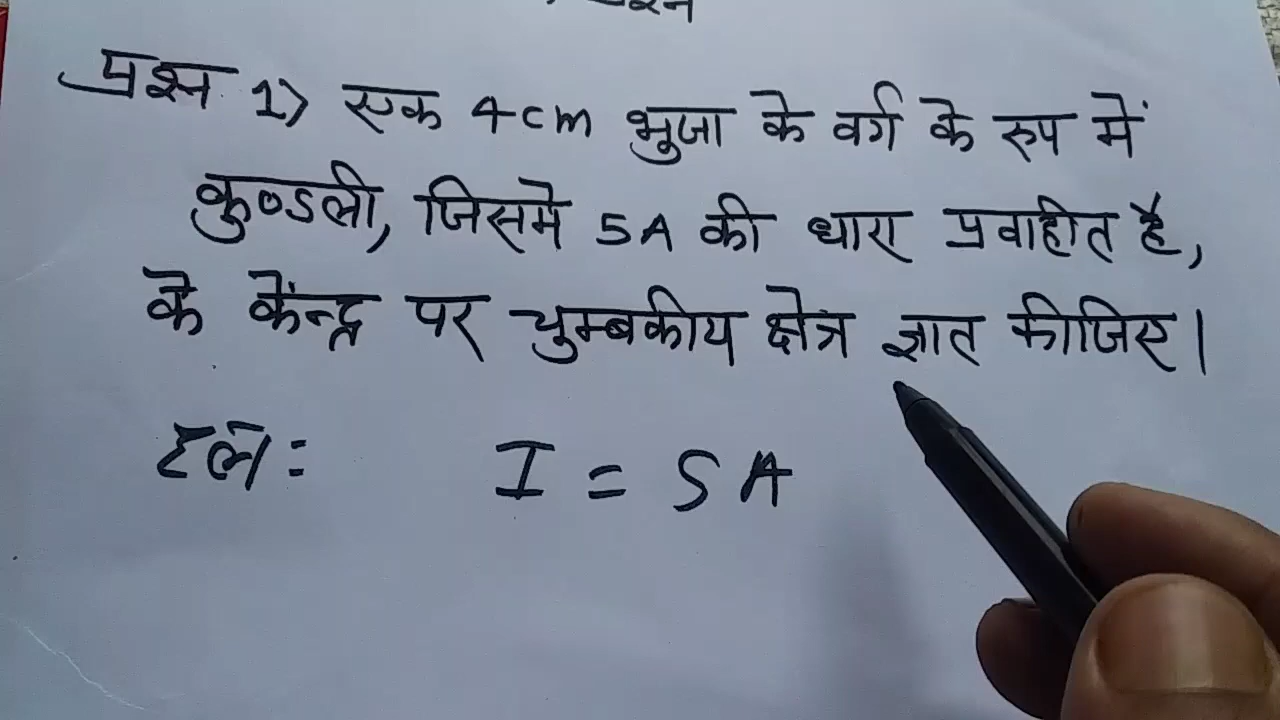 प्रश्न 1> एक 4cm भुजा के वर्ग के रुप में
कुण्डली, जिसमे 5A की धारा प्रवाहीत है,
के केन्द्र पर चुम्बकीय क्षेत्र ज्ञात कीजिए।
हल: I = 5A